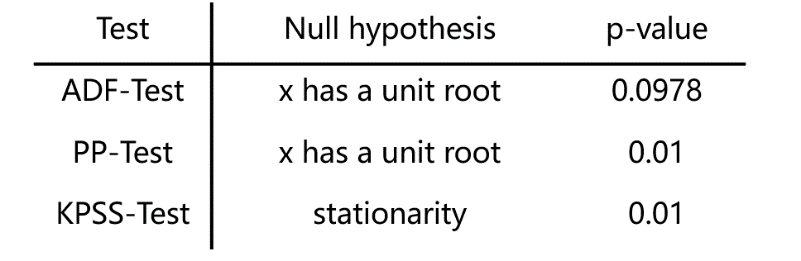 Test Null hypothesis p-value
ADF-Test x has a unit root 0.0978
PP-Test x has a unit root 0.01
KPSS-Test stationarity 0.01